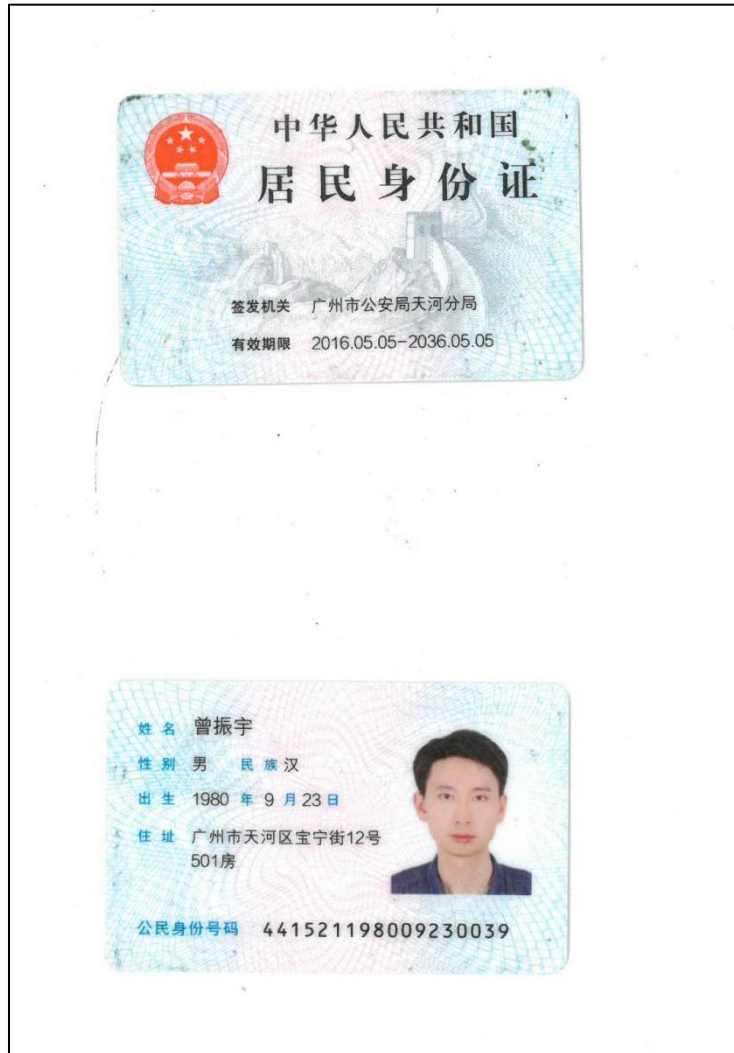 中华人民共和国
居民身份证
签发机关 广州市公安局天河分局
有效期限 2016.05.05-2036.05.05
姓名 曾振宇
性别 男 民族 汉
出生 1980 年 9 月 23 日
住址 广州市天河区宝宁街12号
501房
公民身份号码 441521198009230039